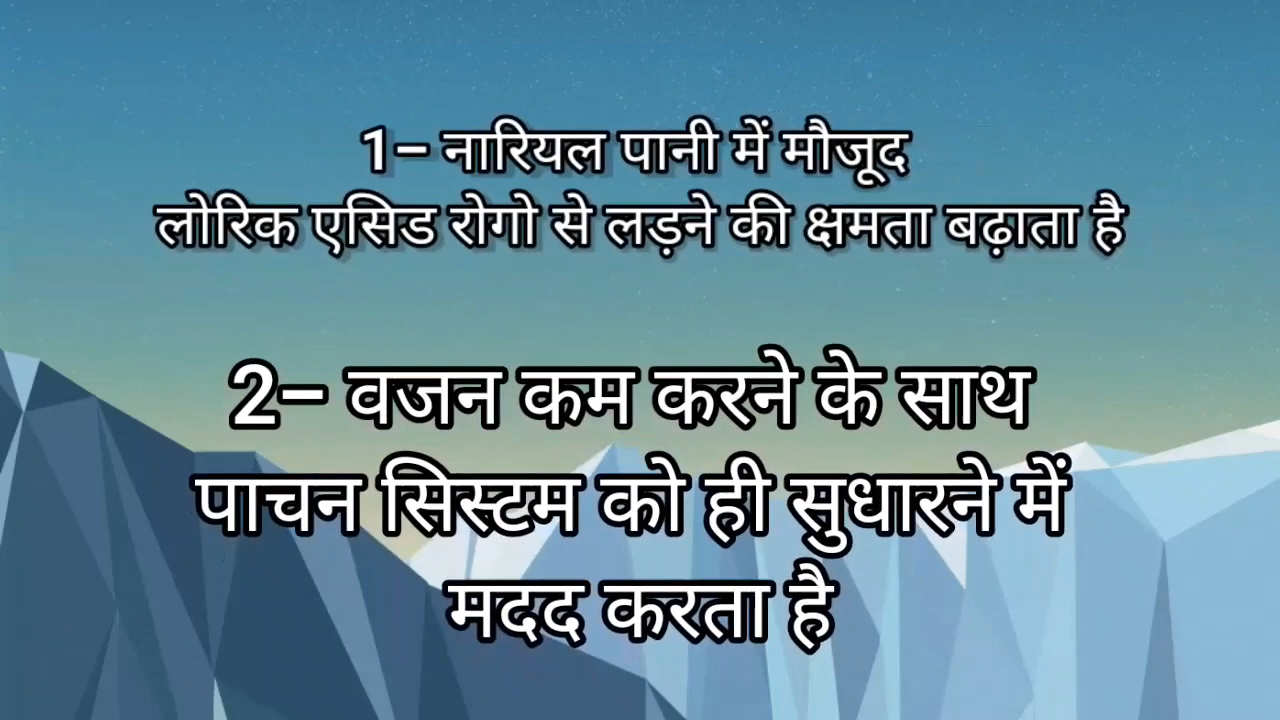 1– नारियल पानी में मौजूद
लोरिक एसिड रोगो से लड़ने की क्षमता बढ़ाता है
2– वजन कम करने के साथ
पाचन सिस्टम को ही सुधारने में
मदद करता है